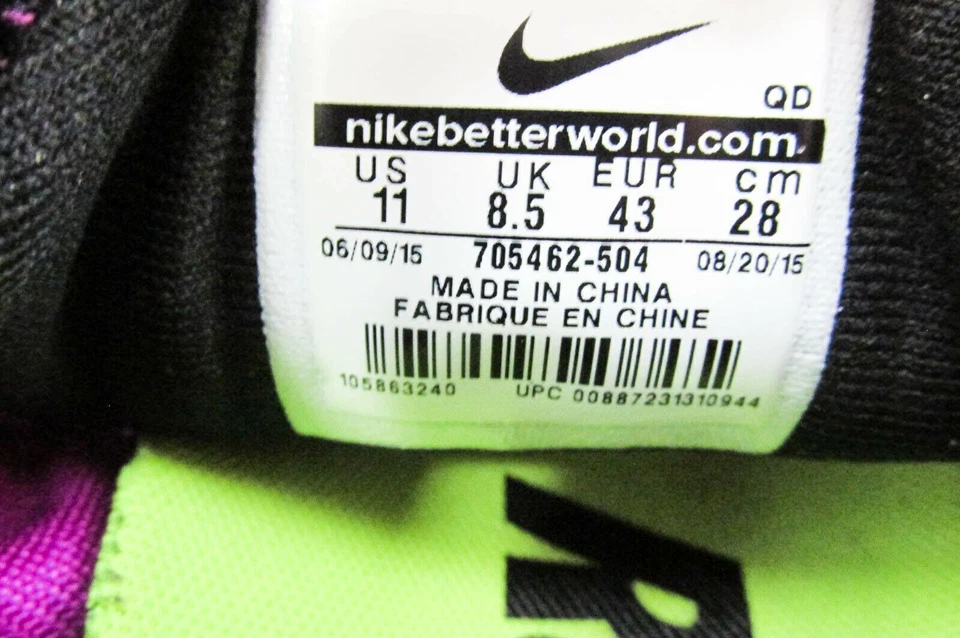 QD
nikebetterworld.com
US UK EUR cm
11 8.5 43 28
06/09/15 705462-504 08/20/15
MADE IN CHINA
FABRIQUE EN CHINE
105863240 UPC 00887231310944